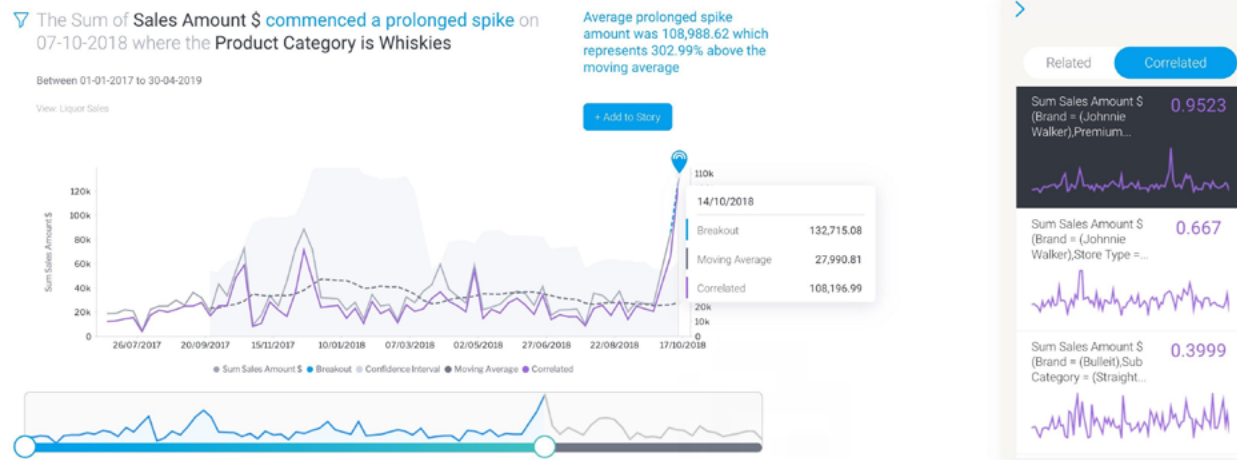 The Sum of Sales Amount $ commenced a prolonged spike on
07-10-2018 where the Product Category is Whiskies
Between 01-01-2017 to 30-04-2019
View: Liquor Sales
Average prolonged spike
amount was 108,988.62 which
represents 302.99% above the
moving average
+ Add to Story
Sum Sales Amount $
120k
100k
80k
60k
40k
20k
0
110k
20k
10k
0
26/07/2017 20/09/2017 15/11/2017 10/01/2018 07/03/2018 02/05/2018 27/06/2018 22/08/2018 17/10/2018
Sum Sales Amount $ Breakout Confidence Interval Moving Average Correlated
14/10/2018
Breakout 132,715.08
Moving Average 27,990.81
Correlated 108,196.99
Related Correlated
Sum Sales Amount $ 0.9523
(Brand = (Johnnie
Walker),Premium...
Sum Sales Amount $ 0.667
(Brand = (Johnnie
Walker),Store Type =...
Sum Sales Amount $ 0.3999
(Brand = (Bulleit),Sub
Category = (Straight...